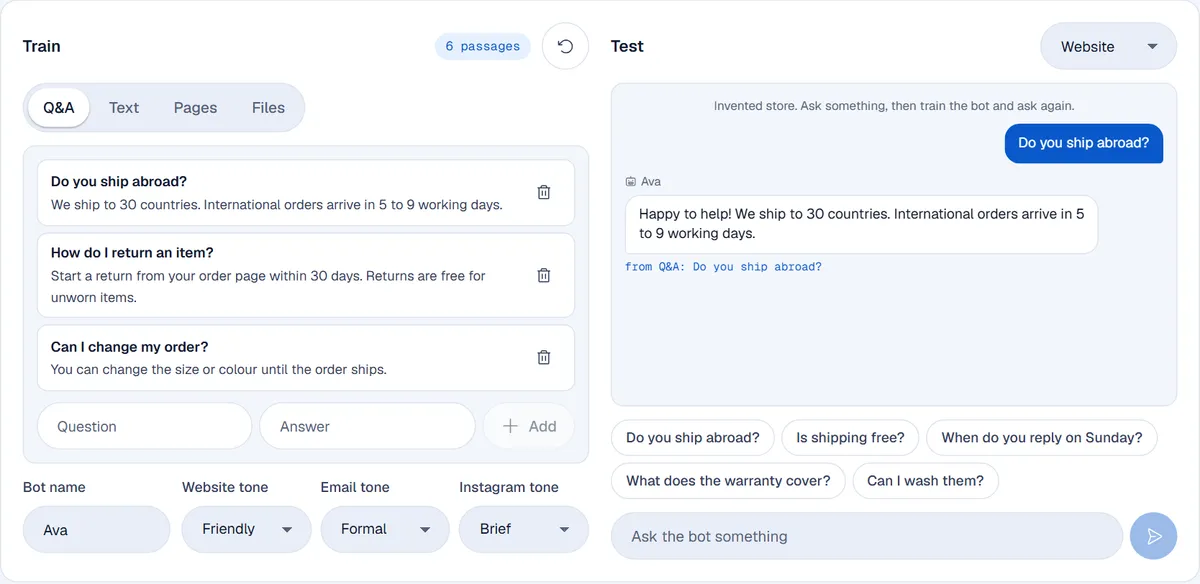 Train
6 passages
Q&A
Text
Pages
Files
Do you ship abroad?
We ship to 30 countries. International orders arrive in 5 to 9 working days.
How do I return an item?
Start a return from your order page within 30 days. Returns are free for
unworn items.
Can I change my order?
You can change the size or colour until the order ships.
Question
Answer
Add
Bot name
Website tone
Email tone
Instagram tone
Ava
Friendly
Formal
Brief
Test
Website
Invented store. Ask something, then train the bot and ask again.
Do you ship abroad?
Ava
Happy to help! We ship to 30 countries. International orders arrive in 5
to 9 working days.
from Q&A: Do you ship abroad?
Do you ship abroad?
Is shipping free?
When do you reply on Sunday?
What does the warranty cover?
Can I wash them?
Ask the bot something